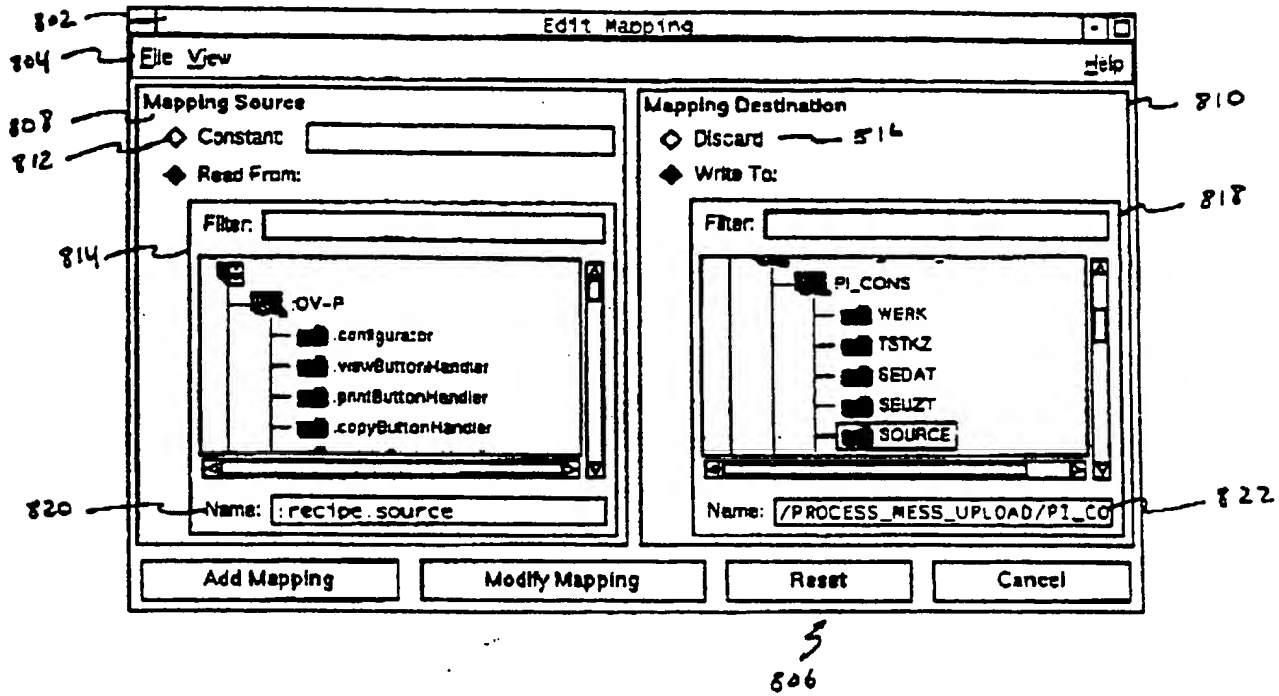 802 Edit Mapping
804 File View Help
808 Mapping Source Mapping Destination 810
812 Constant Discard 516
Read From: Write To:
814 Filter: Filter: 818
:OV-P PI_CONS
.configurator WERK
.viewButtonHandler TSTKZ
.printButtonHandler SEDAT
.copyButtonHandler SEUZT
SOURCE
820 Name: :recipe.source Name: /PROCESS_MESS_UPLOAD/PI_CO 822
Add Mapping Modify Mapping Reset Cancel
806